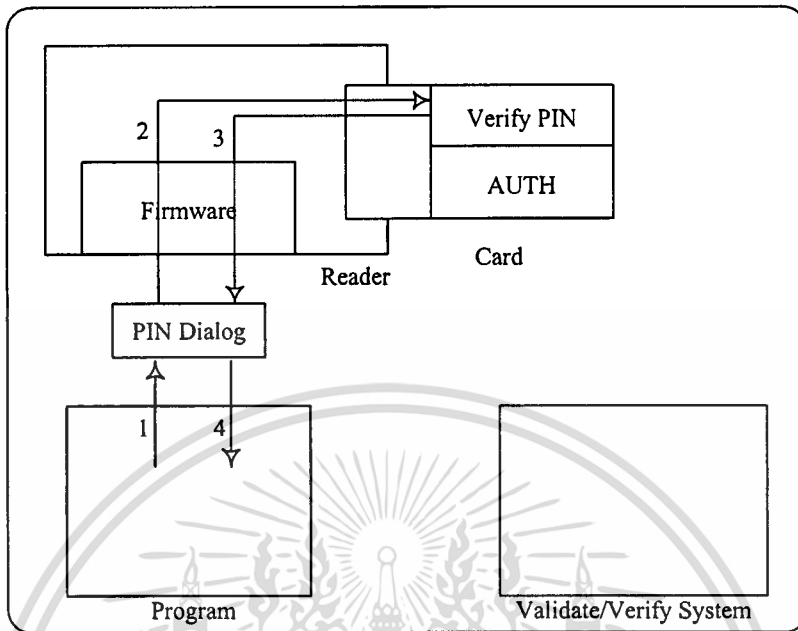 2
3
Verify PIN
AUTH
Firmware
Card
Reader
PIN Dialog
1
4
Program
Validate/Verify System